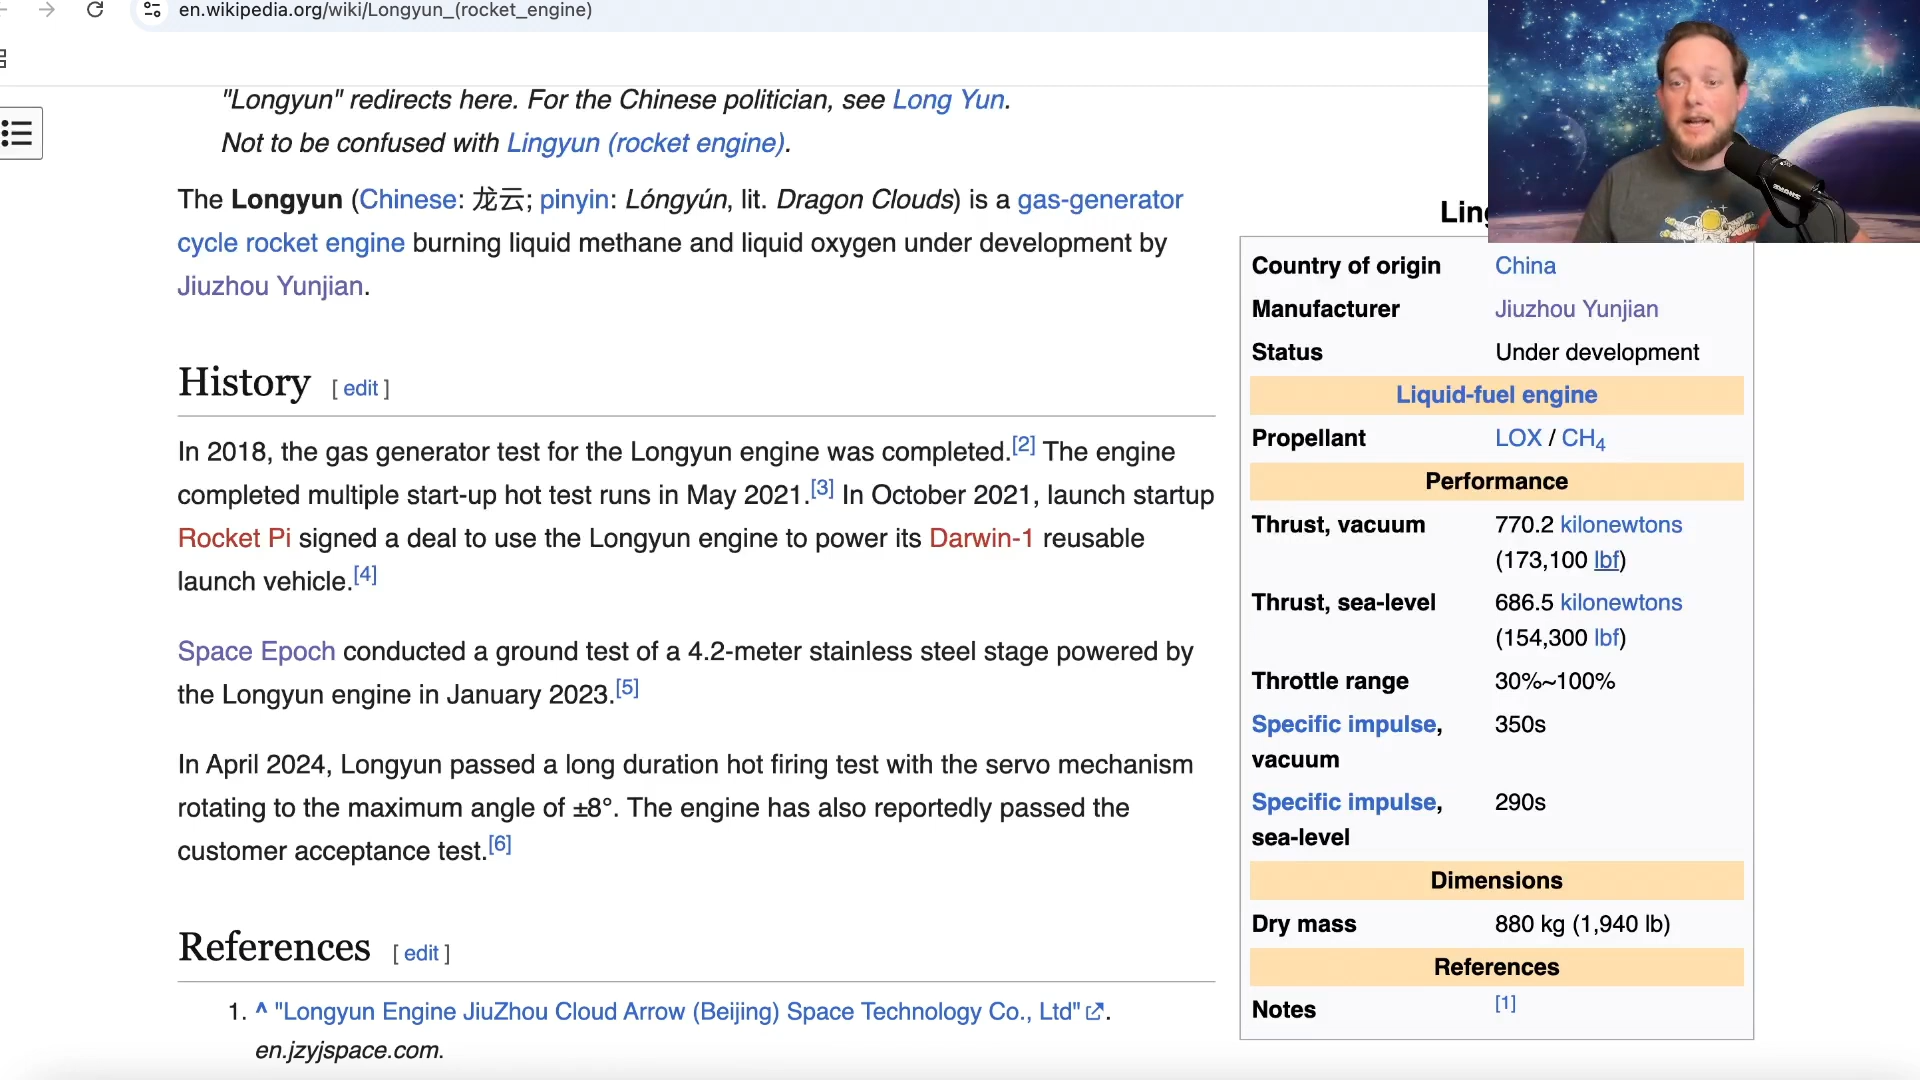 en.wikipedia.org/wiki/Longyun_(rocket_engine)
"Longyun" redirects here. For the Chinese politician, see Long Yun.
Not to be confused with Lingyun (rocket engine).
The Longyun (Chinese: 龙云; pinyin: Lóngyún, lit. Dragon Clouds) is a gas-generator
cycle rocket engine burning liquid methane and liquid oxygen under development by
Jiuzhou Yunjian.
History [ edit ]
In 2018, the gas generator test for the Longyun engine was completed.[2] The engine
completed multiple start-up hot test runs in May 2021.[3] In October 2021, launch startup
Rocket Pi signed a deal to use the Longyun engine to power its Darwin-1 reusable
launch vehicle.[4]
Space Epoch conducted a ground test of a 4.2-meter stainless steel stage powered by
the Longyun engine in January 2023.[5]
In April 2024, Longyun passed a long duration hot firing test with the servo mechanism
rotating to the maximum angle of ±8°. The engine has also reportedly passed the
customer acceptance test.[6]
References [ edit ]
1. ^ "Longyun Engine JiuZhou Cloud Arrow (Beijing) Space Technology Co., Ltd".
en.jzyjspace.com.
Country of origin China
Manufacturer Jiuzhou Yunjian
Status Under development
Liquid-fuel engine
Propellant LOX / CH4
Performance
Thrust, vacuum 770.2 kilonewtons
(173,100 lbf)
Thrust, sea-level 686.5 kilonewtons
(154,300 lbf)
Throttle range 30%~100%
Specific impulse, 350s
vacuum
Specific impulse, 290s
sea-level
Dimensions
Dry mass 880 kg (1,940 lb)
References
Notes [1]